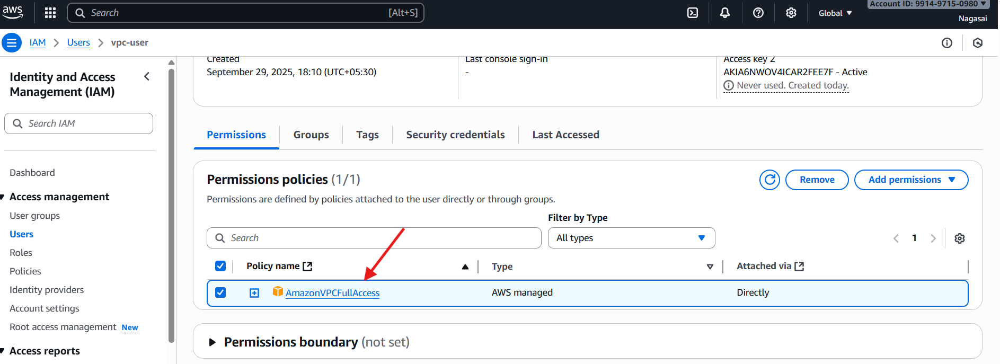 aws
Search [Alt+S]
Global
Account ID: 9914-9715-0980
Nagasai
IAM > Users > vpc-user
Identity and Access
Management (IAM)
Search IAM
Dashboard
Access management
User groups
Users
Roles
Policies
Identity providers
Account settings
Root access management New
Access reports
Created
September 29, 2025, 18:10 (UTC+05:30)
Last console sign-in
-
Access key 2
AKIA6NWOV4ICAR2FEE7F - Active
Never used. Created today.
Permissions Groups Tags Security credentials Last Accessed
Permissions policies (1/1)
Remove Add permissions
Permissions are defined by policies attached to the user directly or through groups.
Filter by Type
Search All types 1
Policy name Type Attached via
AmazonVPCFullAccess AWS managed Directly
Permissions boundary (not set)